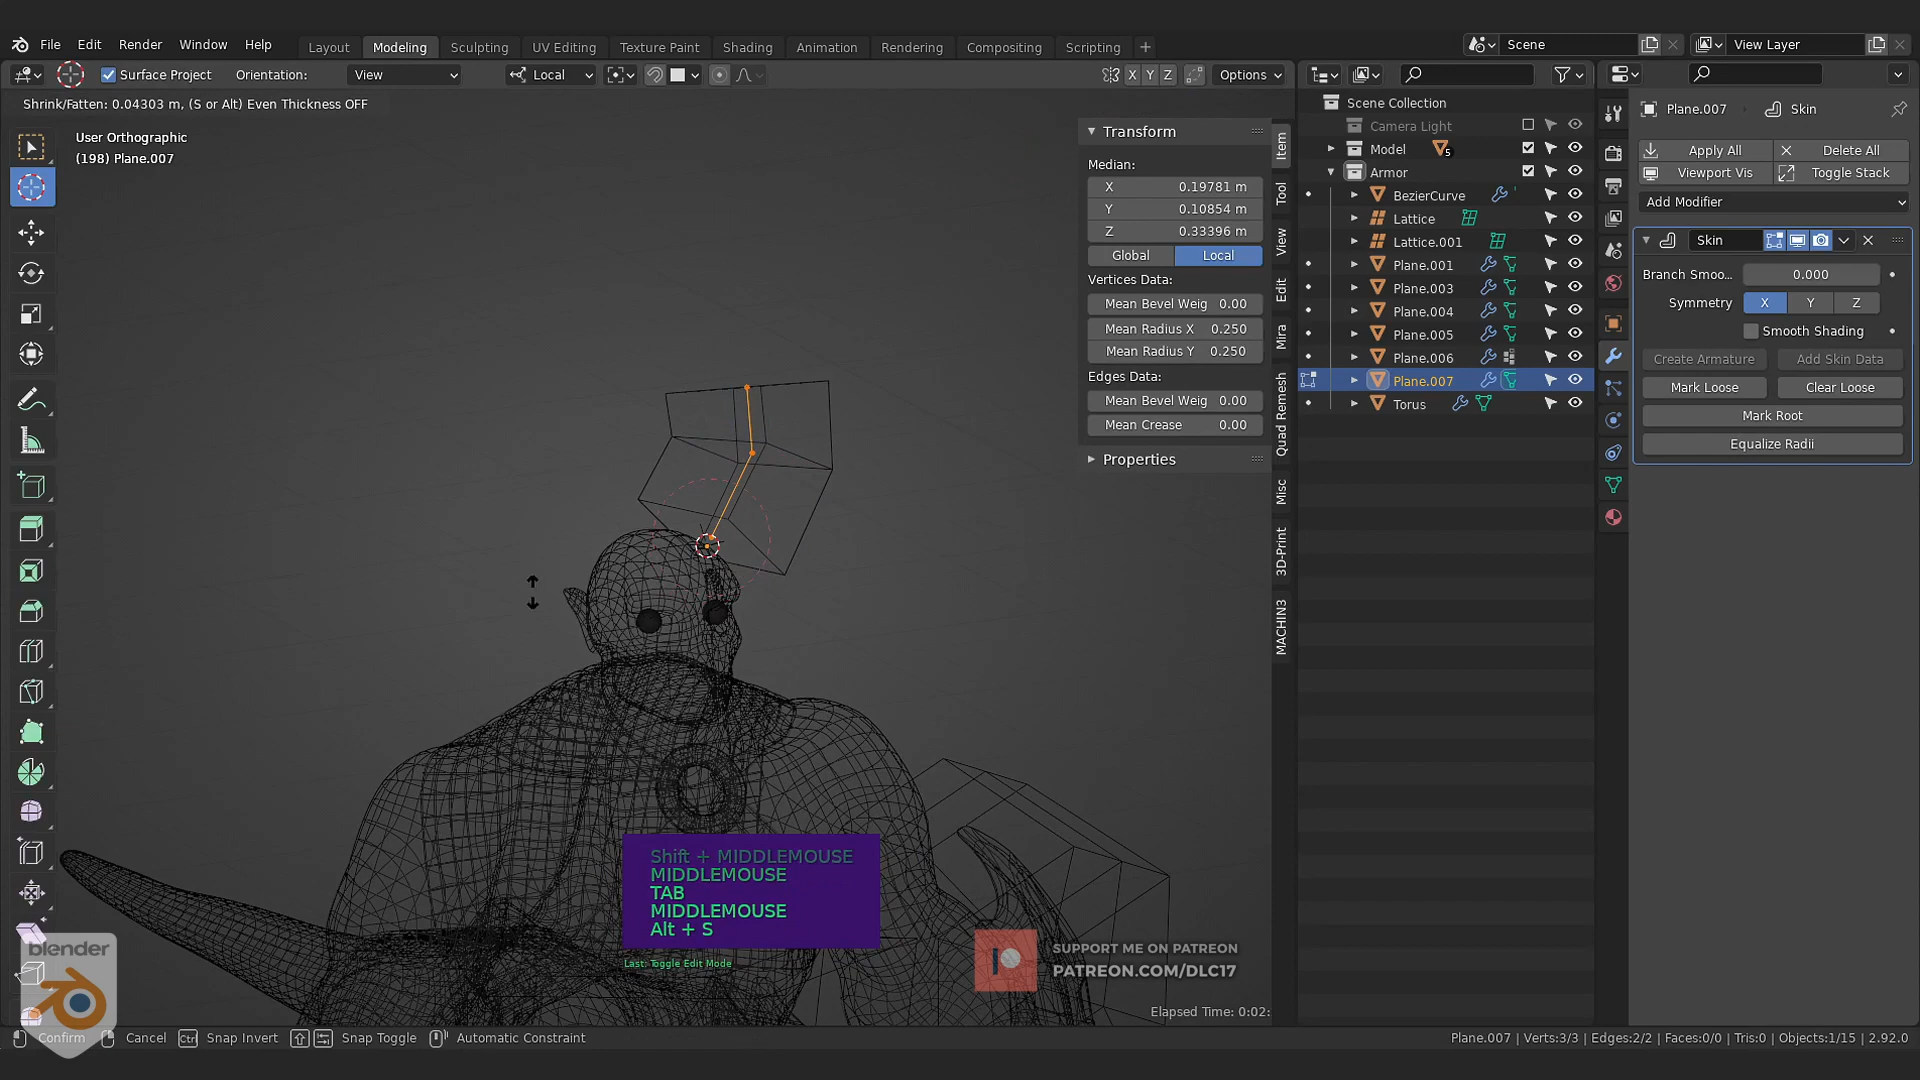 File Edit Render Window Help Layout Modeling Sculpting UV Editing Texture Paint Shading Animation Rendering Compositing Scripting + Scene View Layer
Surface Project Orientation: View Local X Y Z Options
Shrink/Fatten: 0.04303 m, (S or Alt) Even Thickness OFF
User Orthographic
(198) Plane.007
Transform
Median:
X 0.19781 m
Y 0.10854 m
Z 0.33396 m
Global Local
Vertices Data:
Mean Bevel Weig 0.00
Mean Radius X 0.250
Mean Radius Y 0.250
Edges Data:
Mean Bevel Weig 0.00
Mean Crease 0.00
Properties
Item
Tool
View
Edit
Mira
Quad Remesh
Misc
3D-Print
MACHIN3
Scene Collection
Camera Light
Model 5
Armor
BezierCurve
Lattice
Lattice.001
Plane.001
Plane.003
Plane.004
Plane.005
Plane.006
Plane.007
Torus
Plane.007 Skin
Apply All Delete All
Viewport Vis Toggle Stack
Add Modifier
Skin
Branch Smoo... 0.000
Symmetry X Y Z
Smooth Shading
Create Armature Add Skin Data
Mark Loose Clear Loose
Mark Root
Equalize Radii
Shift + MIDDLEMOUSE
MIDDLEMOUSE
TAB
MIDDLEMOUSE
Alt + S
Last: Toggle Edit Mode
blender
SUPPORT ME ON PATREON
PATREON.COM/DLC17
Elapsed Time: 0:02:
Confirm Cancel Ctrl Snap Invert Snap Toggle Automatic Constraint
Plane.007 | Verts:3/3 | Edges:2/2 | Faces:0/0 | Tris:0 | Objects:1/15 | 2.92.0